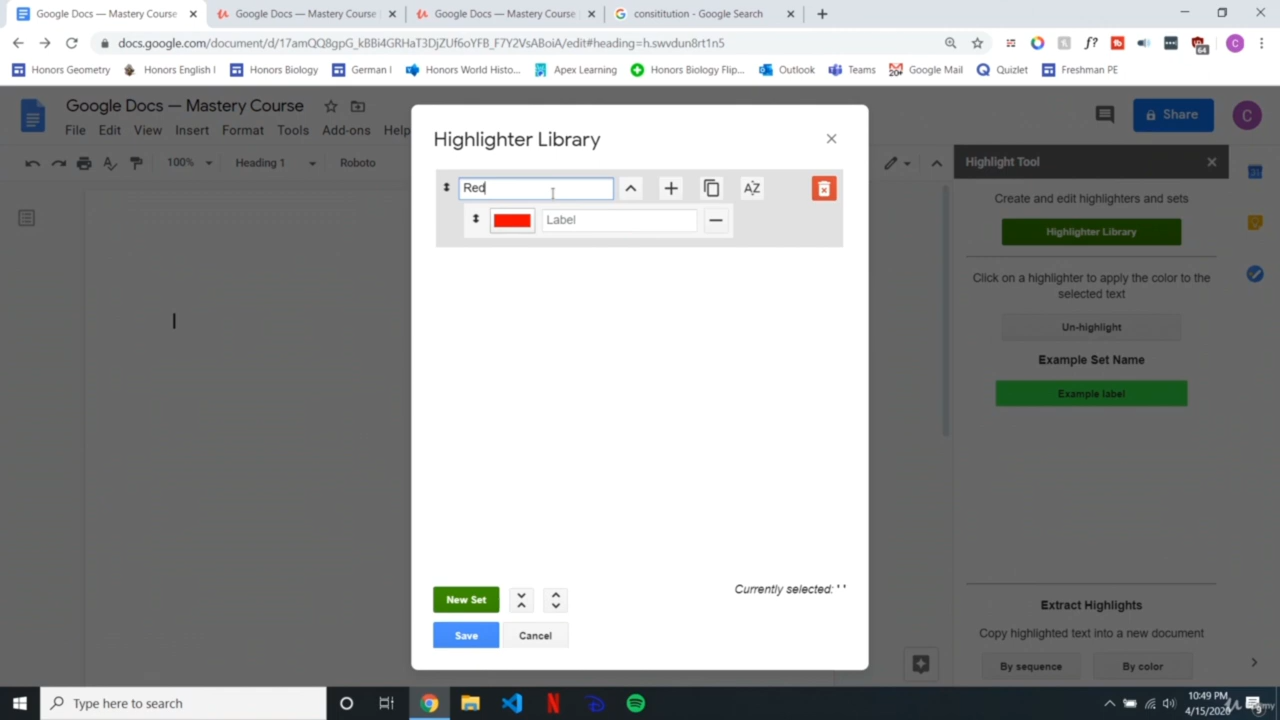 Google Docs — Mastery Course
Google Docs — Mastery Course
Google Docs — Mastery Course
consititution - Google Search
docs.google.com/document/d/17amQQ8gpG_kBBi4GRHaT3DjZUf6oYFB_F7Y2VsABoiA/edit#heading=h.swvdun8rt1n5
64
C
Honors Geometry
Honors English I
Honors Biology
German I
Honors World Histo...
Apex Learning
Honors Biology Flip...
Outlook
Teams
Google Mail
Quizlet
Freshman PE
Google Docs — Mastery Course
File Edit View Insert Format Tools Add-ons Help
Share
C
100%
Heading 1
Roboto
Highlighter Library
Red
AZ
Label
New Set
Currently selected: ' '
Save
Cancel
Highlight Tool
Create and edit highlighters and sets
Highlighter Library
Click on a highlighter to apply the color to the
selected text
Un-highlight
Example Set Name
Example label
Extract Highlights
Copy highlighted text into a new document
By sequence
By color
Type here to search
10:49 PM